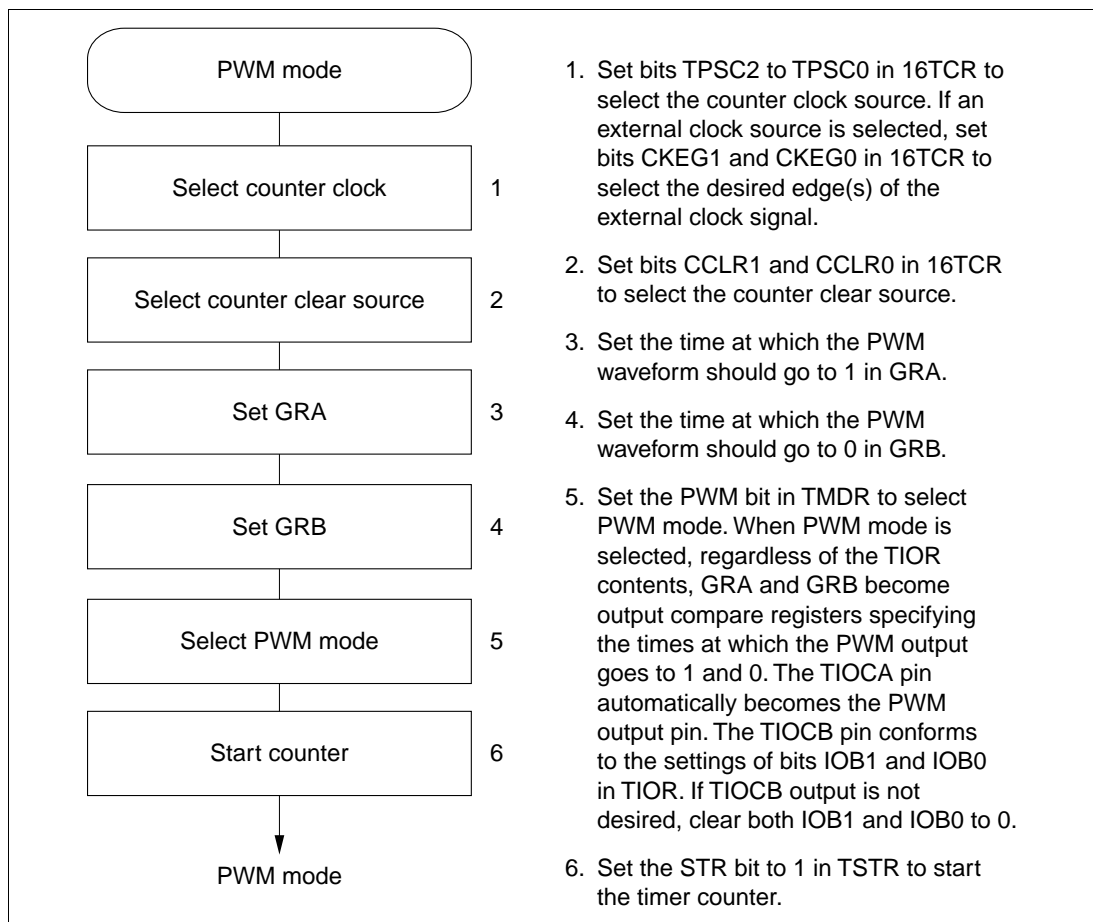 PWM mode
Select counter clock
1
Select counter clear source
2
Set GRA
3
Set GRB
4
Select PWM mode
5
Start counter
6
PWM mode
1. Set bits TPSC2 to TPSC0 in 16TCR to
select the counter clock source. If an
external clock source is selected, set
bits CKEG1 and CKEG0 in 16TCR to
select the desired edge(s) of the
external clock signal.
2. Set bits CCLR1 and CCLR0 in 16TCR
to select the counter clear source.
3. Set the time at which the PWM
waveform should go to 1 in GRA.
4. Set the time at which the PWM
waveform should go to 0 in GRB.
5. Set the PWM bit in TMDR to select
PWM mode. When PWM mode is
selected, regardless of the TIOR
contents, GRA and GRB become
output compare registers specifying
the times at which the PWM output
goes to 1 and 0. The TIOCA pin
automatically becomes the PWM
output pin. The TIOCB pin conforms
to the settings of bits IOB1 and IOB0
in TIOR. If TIOCB output is not
desired, clear both IOB1 and IOB0 to 0.
6. Set the STR bit to 1 in TSTR to start
the timer counter.